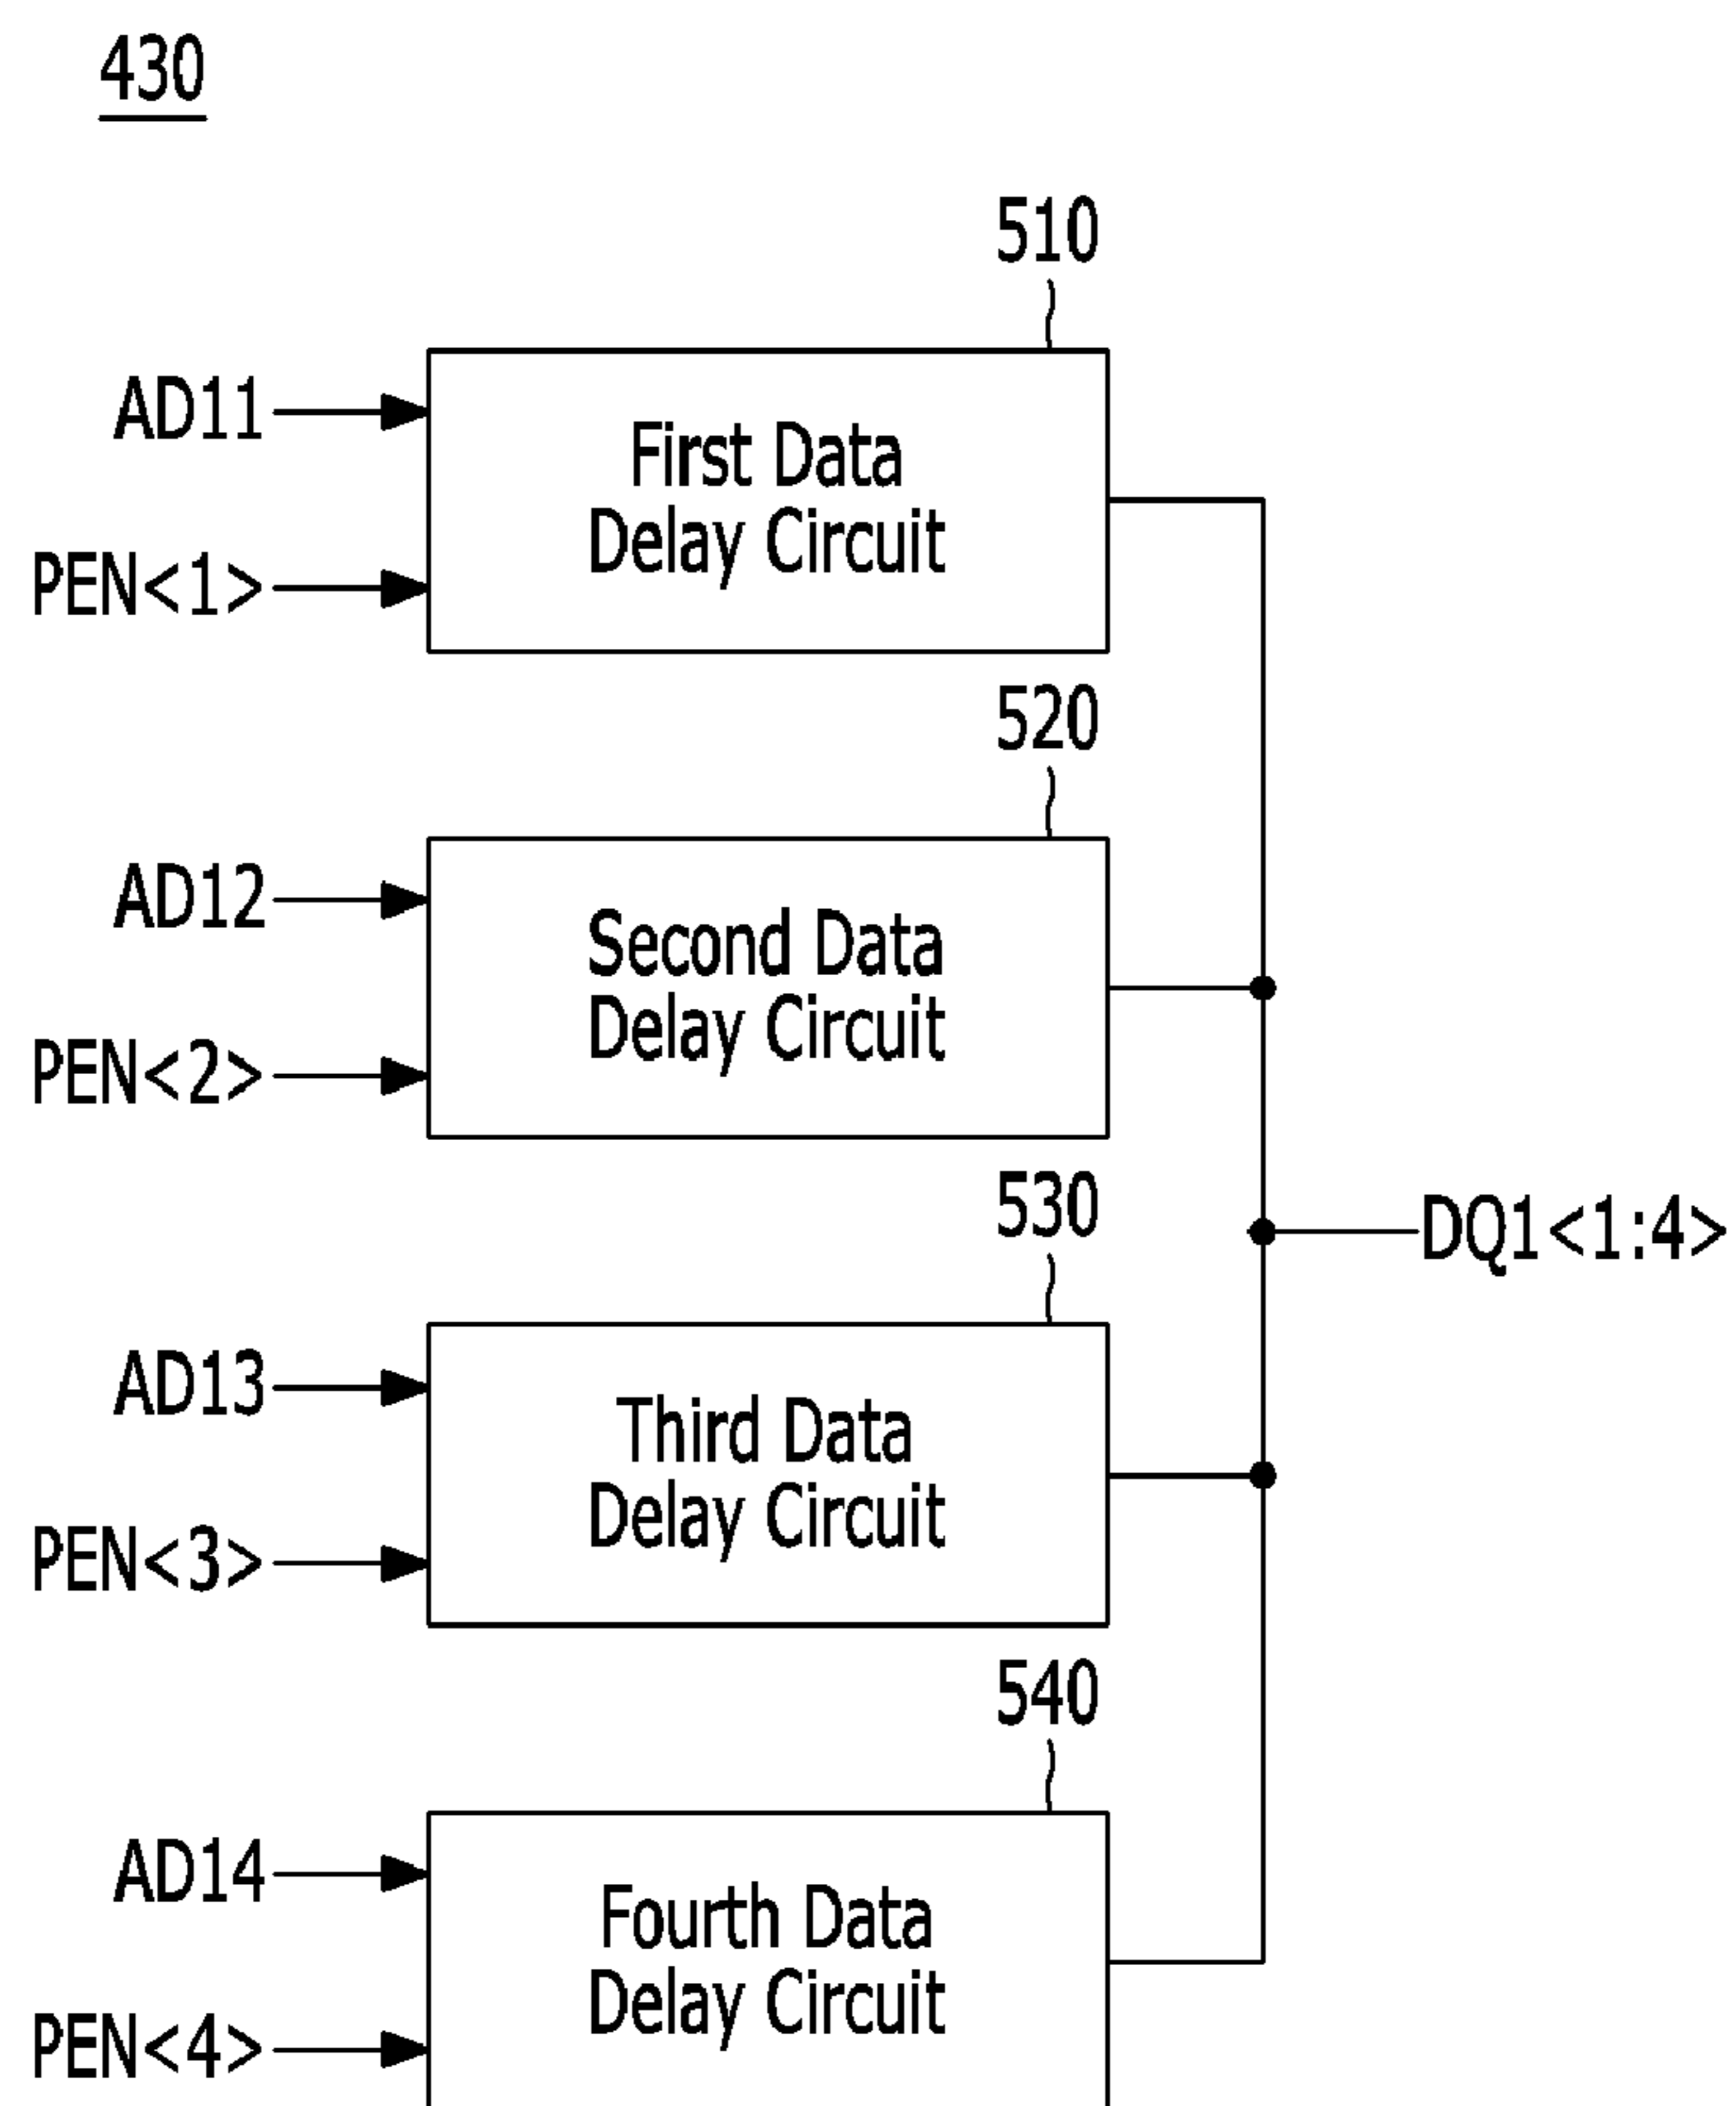 430
510
AD11
First Data
Delay Circuit
PEN<1>
520
AD12
Second Data
Delay Circuit
PEN<2>
530
DQ1<1:4>
AD13
Third Data
Delay Circuit
PEN<3>
540
AD14
Fourth Data
Delay Circuit
PEN<4>